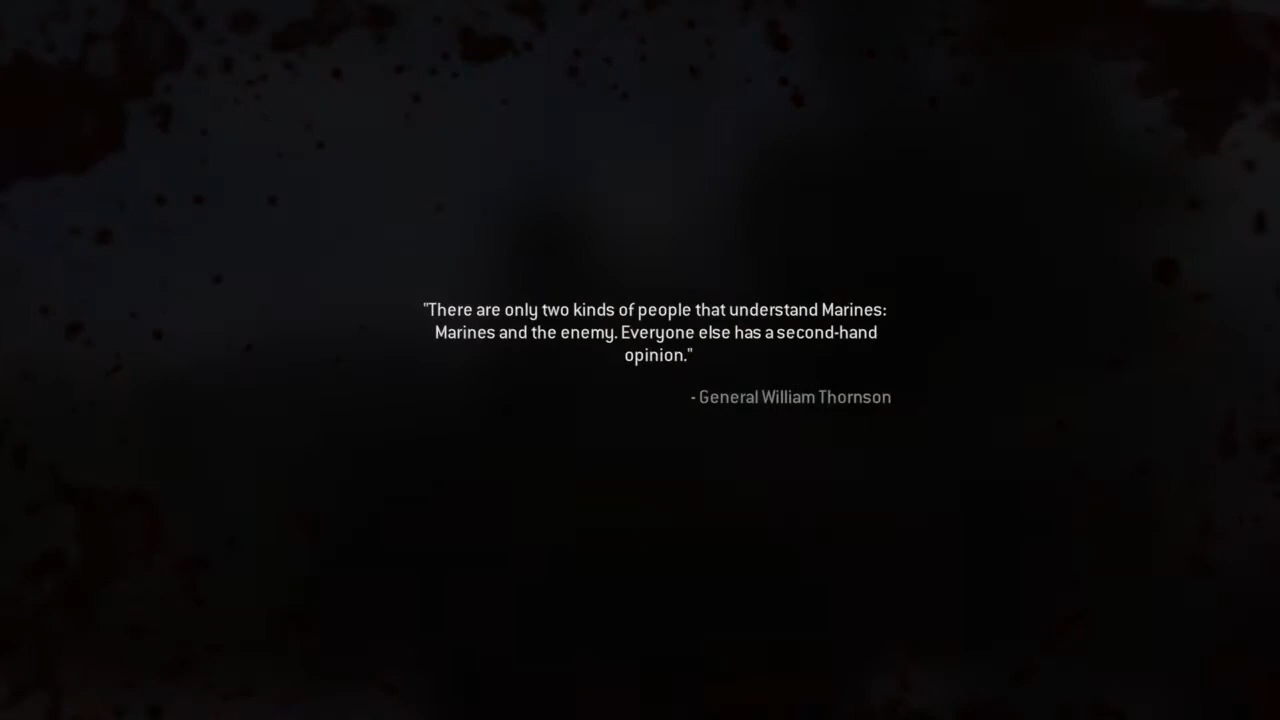 "There are only two kinds of people that understand Marines:
Marines and the enemy. Everyone else has a second-hand
opinion."
- General William Thornson